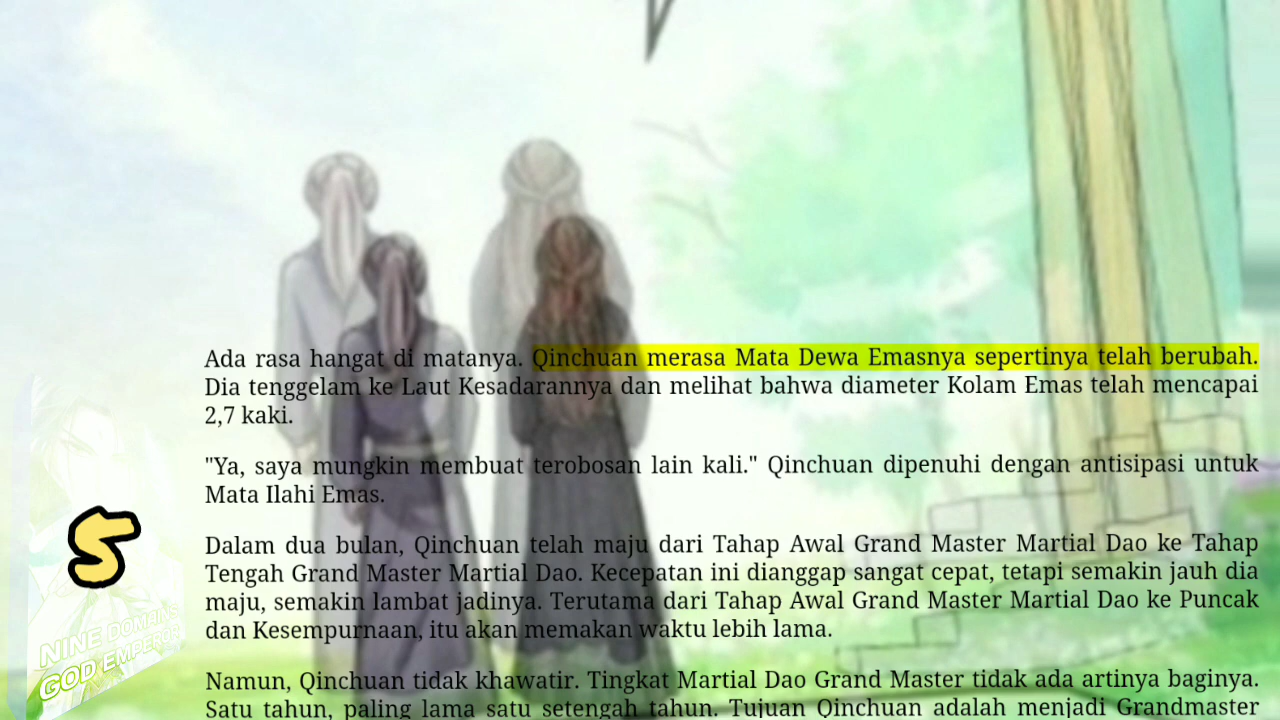 Ada rasa hangat di matanya. Qinchuan merasa Mata Dewa Emasnya sepertinya telah berubah.
Dia tenggelam ke Laut Kesadarannya dan melihat bahwa diameter Kolam Emas telah mencapai
2,7 kaki.
"Ya, saya mungkin membuat terobosan lain kali." Qinchuan dipenuhi dengan antisipasi untuk
Mata Ilahi Emas.
Dalam dua bulan, Qinchuan telah maju dari Tahap Awal Grand Master Martial Dao ke Tahap
Tengah Grand Master Martial Dao. Kecepatan ini dianggap sangat cepat, tetapi semakin jauh dia
maju, semakin lambat jadinya. Terutama dari Tahap Awal Grand Master Martial Dao ke Puncak
dan Kesempurnaan, itu akan memakan waktu lebih lama.
Namun, Qinchuan tidak khawatir. Tingkat Martial Dao Grand Master tidak ada artinya baginya.
Satu tahun, paling lama satu setengah tahun. Tujuan Qinchuan adalah menjadi Grandmaster
S
NINE DOMAINS
GOD EMPEROR